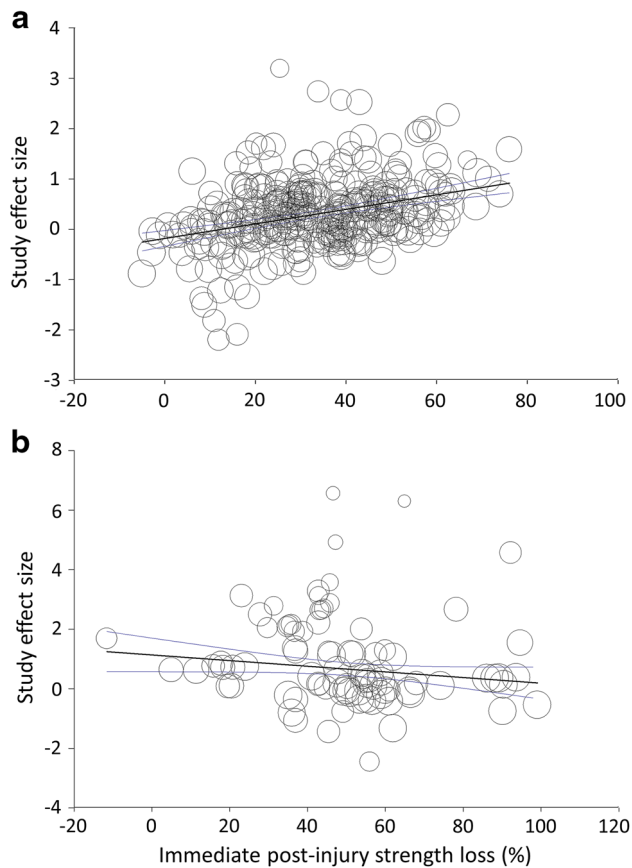 a
4
3
2
1
0
-1
-2
-3
Study effect size
-20 0 20 40 60 80 100
b
8
6
4
2
0
-2
-4
Study effect size
-20 0 20 40 60 80 100 120
Immediate post-injury strength loss (%)